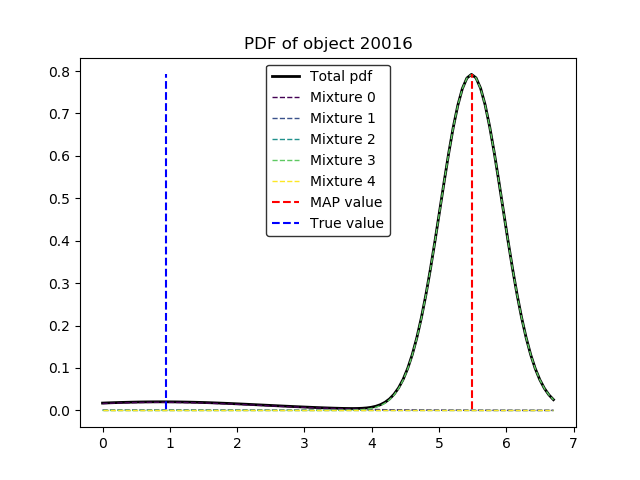 PDF of object 20016
0.8
0.7
0.6
0.5
0.4
0.3
0.2
0.1
0.0
Total pdf
Mixture 0
Mixture 1
Mixture 2
Mixture 3
Mixture 4
MAP value
True value
0 1 2 3 4 5 6 7